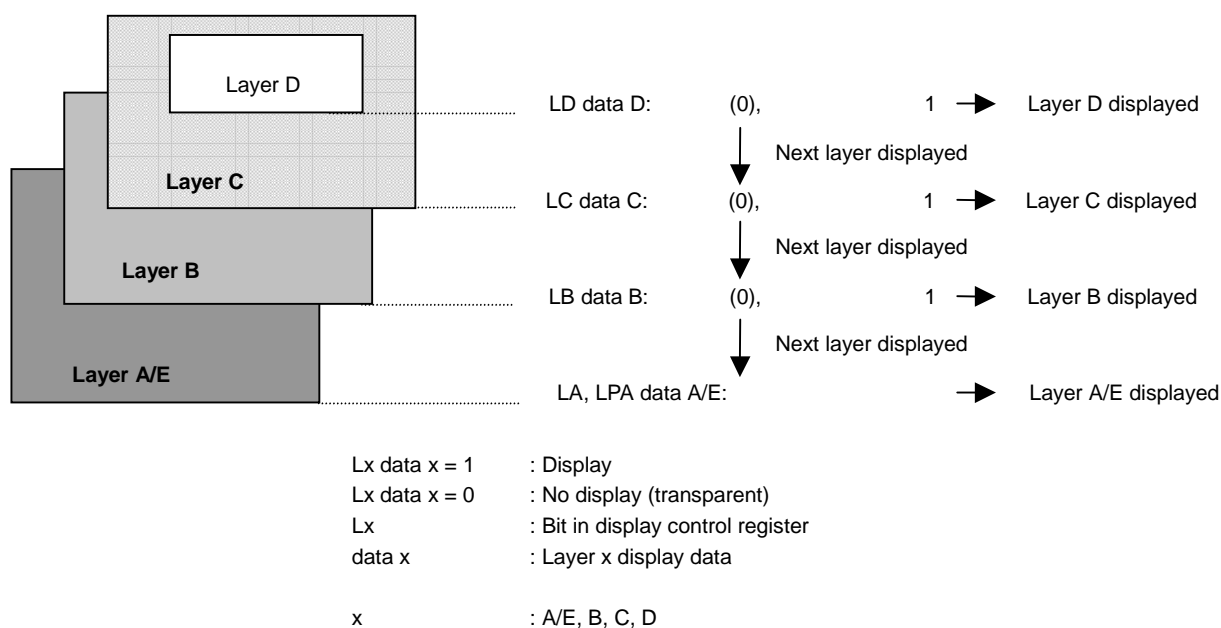 Layer D
LD data D: (0), 1 Layer D displayed
Next layer displayed
Layer C
LC data C: (0), 1 Layer C displayed
Next layer displayed
Layer B
LB data B: (0), 1 Layer B displayed
Next layer displayed
Layer A/E
LA, LPA data A/E: Layer A/E displayed
Lx data x = 1 : Display
Lx data x = 0 : No display (transparent)
Lx : Bit in display control register
data x : Layer x display data
x : A/E, B, C, D